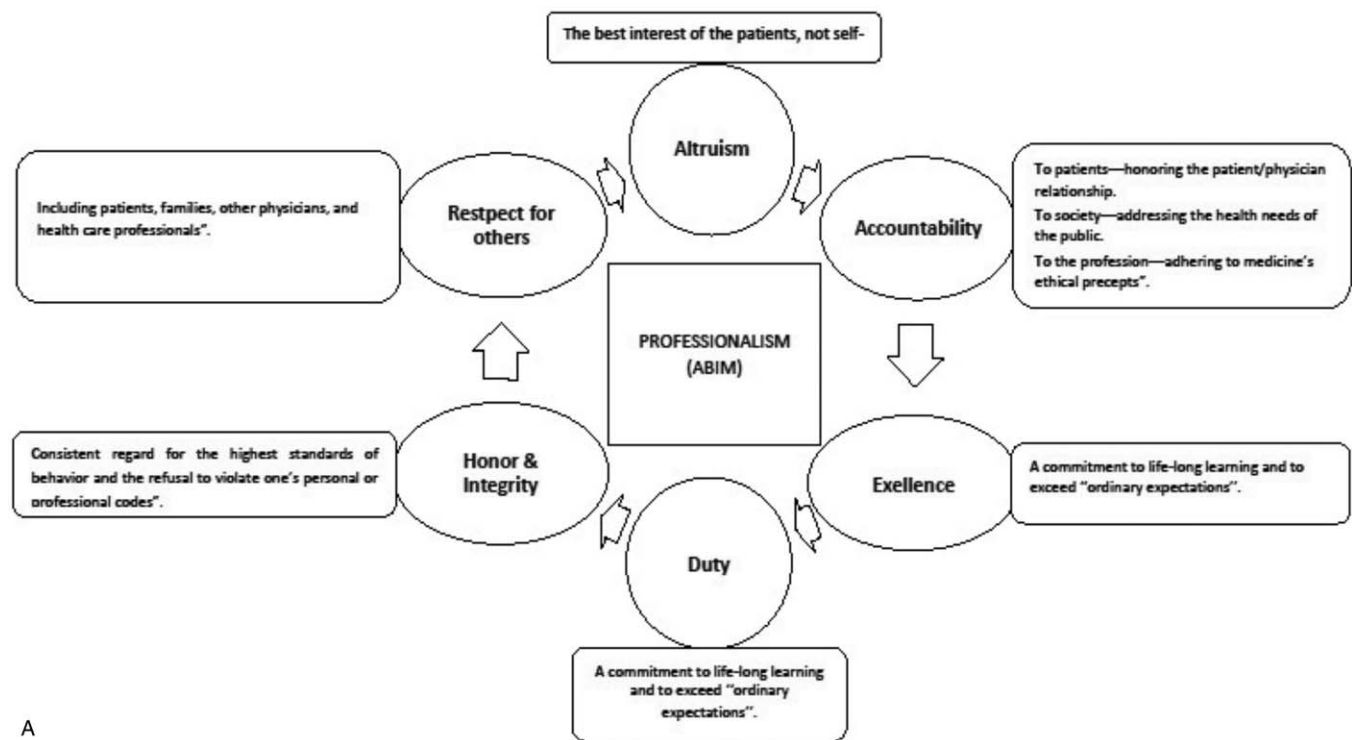 The best interest of the patients, not self-
Altruism
To patients—honoring the patient/physician
relationship.
To society—addressing the health needs of
the public.
To the profession—adhering to medicine's
ethical precepts".
Accountability
Including patients, families, other physicians, and
health care professionals".
Restpect for
others
PROFESSIONALISM
(ABIM)
Consistent regard for the highest standards of
behavior and the refusal to violate one's personal or
professional codes".
Honor &
Integrity
Exellence
A commitment to life-long learning and to
exceed "ordinary expectations".
Duty
A commitment to life-long learning
and to exceed "ordinary
expectations".
A